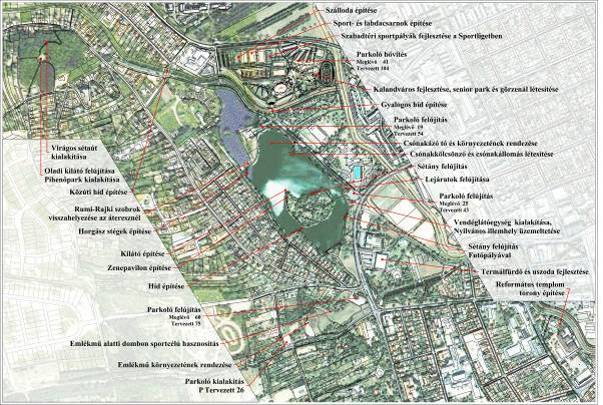 Szálloda építése
Sport- és labdacsarnok építése
Szabadtéri sportpályák fejlesztése a Sportligetben
Parkoló bővítés
Meglévő 41
Tervezett 104
Kalandváros fejlesztése, senior park és görzenál létesítése
Gyalogos híd építése
Parkoló felújítás
Meglévő 19
Tervezett 54
Csónakázó tó és környezetének rendezése
Csónakkölcsönző és csónakállomás létesítése
Sétány felújítás
Lejáratok felújítása
Parkoló felújítás
Meglévő 25
Tervezett 43
Vendéglátóegység kialakítása,
Nyilvános illemhely üzemeltetése
Sétány felújítás
Futópályával
Termálfürdő és uszoda fejlesztése
Református templom
torony építése
Virágos sétaút
kialakítása
Oladi kilátó felújítása
Pihenőpark kialakítása
Közúti híd építése
Rumi-Rajki szobrok
visszahelyezése az áteresznél
Horgász stégek építése
Kilátó építése
Zenepavilon építése
Híd építése
Parkoló felújítás
Meglévő 60
Tervezett 75
Emlékmű alatti dombon sportcélú hasznosítás
Emlékmű környezetének rendezése
Parkoló kialakítás
P Tervezett 26